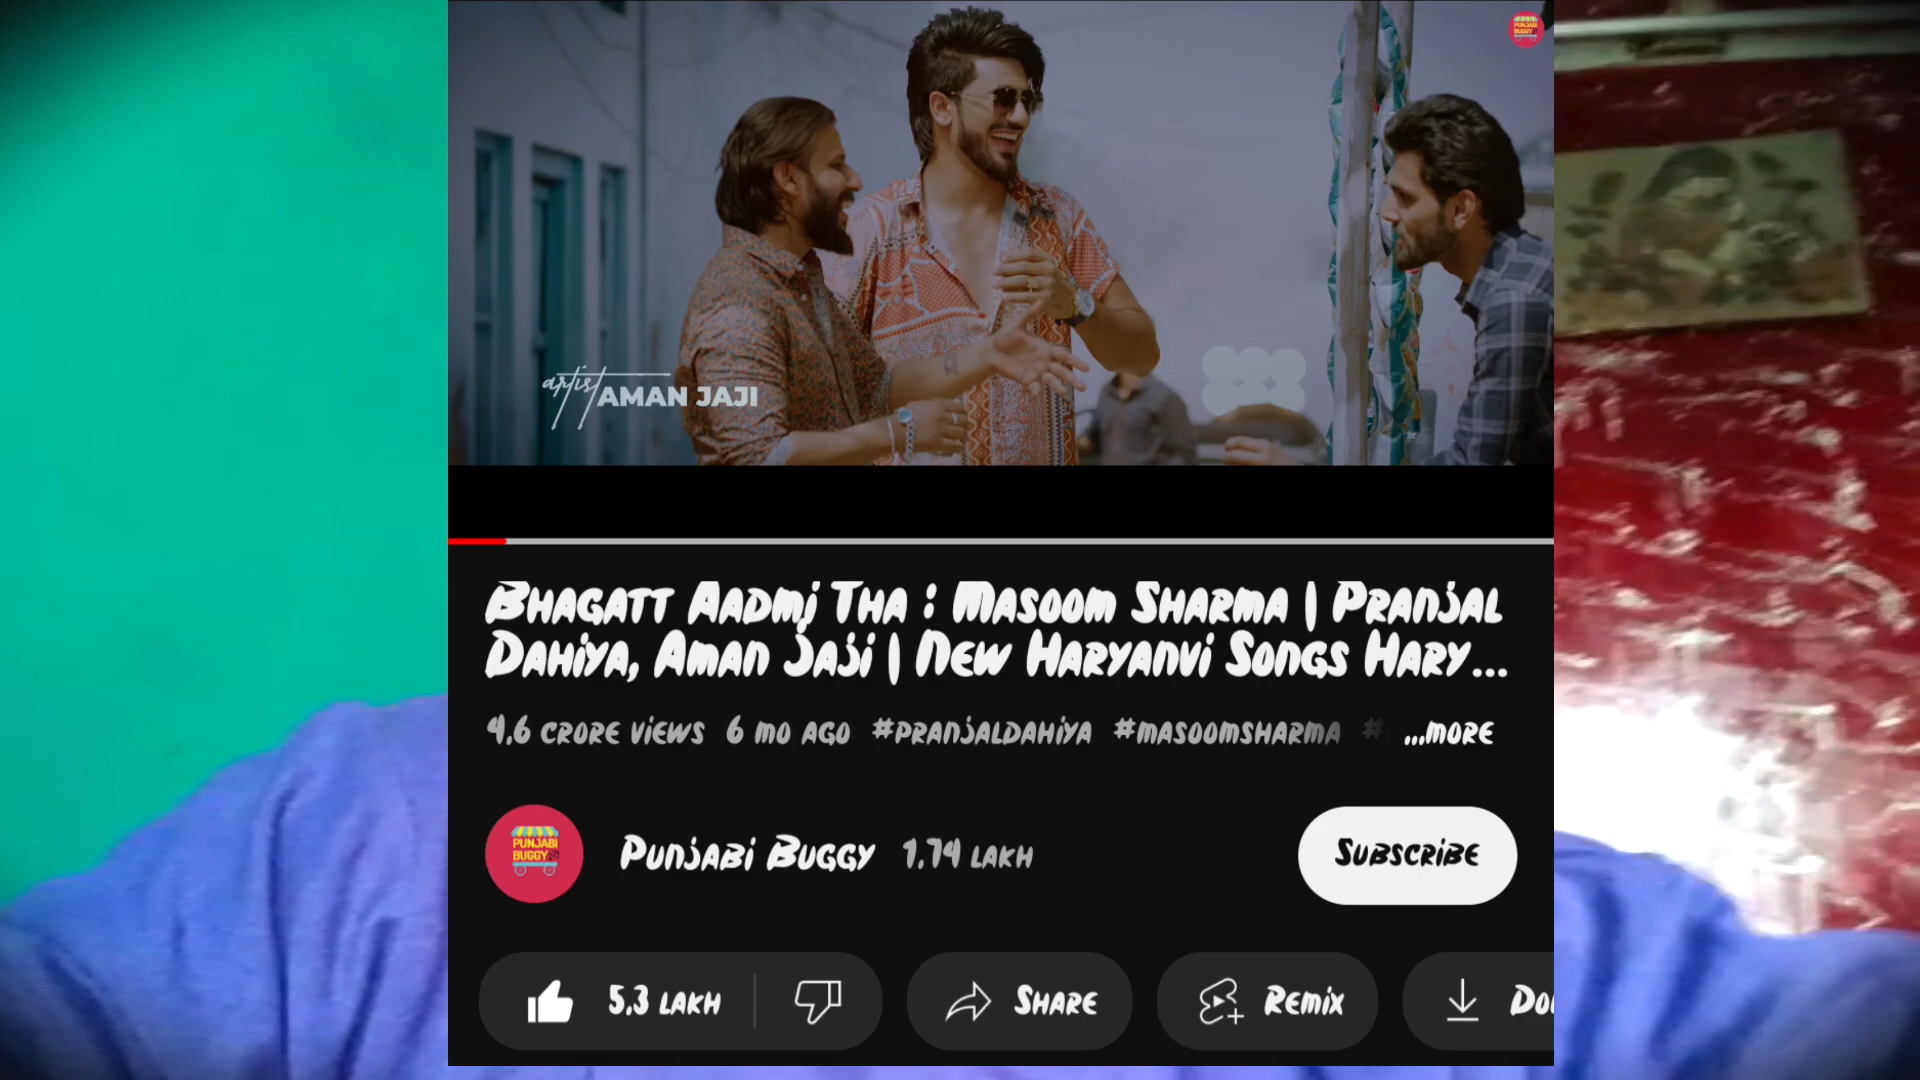 PUNJABI
BUGGY
artist AMAN JAJI
Bhagatt Aadmi Tha : Masoom Sharma | Pranjal
Dahiya, Aman Jaji | New Haryanvi Songs Hary...
4.6 crore views 6 mo ago #pranjaldahiya #masoomsharma # ...more
PUNJABI
BUGGY
Punjabi Buggy 1.74 lakh
Subscribe
5.3 lakh Share Remix